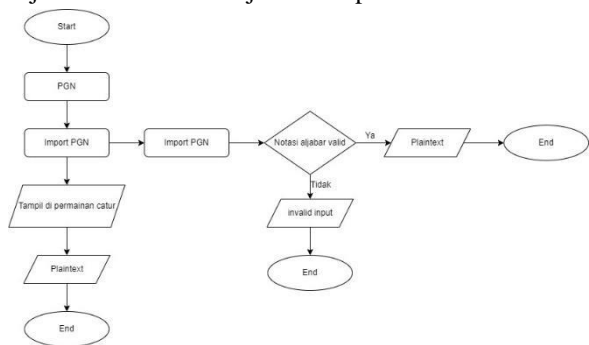 Start
PGN
Import PGN
Import PGN
Notasi aljabar valid
Ya
Plaintext
End
Tampil di permainan catur
Tidak
invalid input
Plaintext
End
End